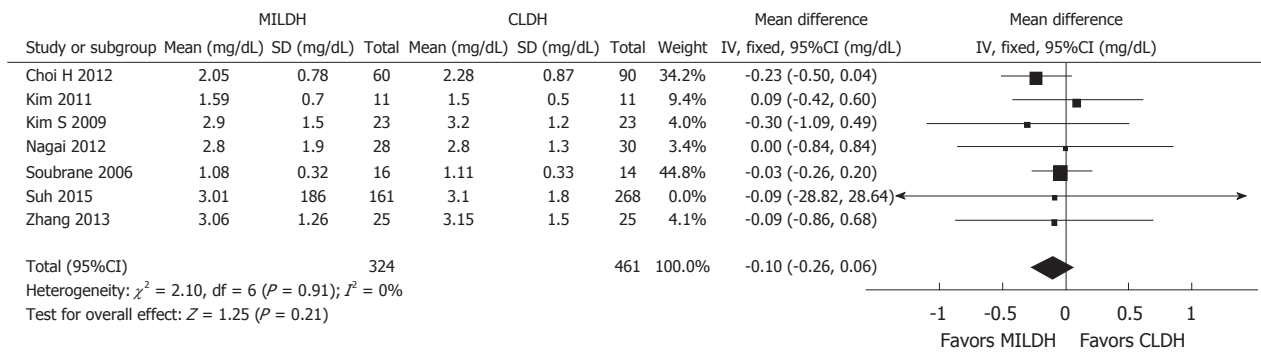 MILDH CLDH Mean difference Mean difference
Study or subgroup Mean (mg/dL) SD (mg/dL) Total Mean (mg/dL) SD (mg/dL) Total Weight IV, fixed, 95%CI (mg/dL) IV, fixed, 95%CI (mg/dL)
Choi H 2012 2.05 0.78 60 2.28 0.87 90 34.2% -0.23 (-0.50, 0.04)
Kim 2011 1.59 0.7 11 1.5 0.5 11 9.4% 0.09 (-0.42, 0.60)
Kim S 2009 2.9 1.5 23 3.2 1.2 23 4.0% -0.30 (-1.09, 0.49)
Nagai 2012 2.8 1.9 28 2.8 1.3 30 3.4% 0.00 (-0.84, 0.84)
Soubrane 2006 1.08 0.32 16 1.11 0.33 14 44.8% -0.03 (-0.26, 0.20)
Suh 2015 3.01 186 161 3.1 1.8 268 0.0% -0.09 (-28.82, 28.64)
Zhang 2013 3.06 1.26 25 3.15 1.5 25 4.1% -0.09 (-0.86, 0.68)
Total (95%CI) 324 461 100.0% -0.10 (-0.26, 0.06)
Heterogeneity: χ² = 2.10, df = 6 (P = 0.91); I² = 0%
Test for overall effect: Z = 1.25 (P = 0.21)
-1 -0.5 0 0.5 1
Favors MILDH Favors CLDH